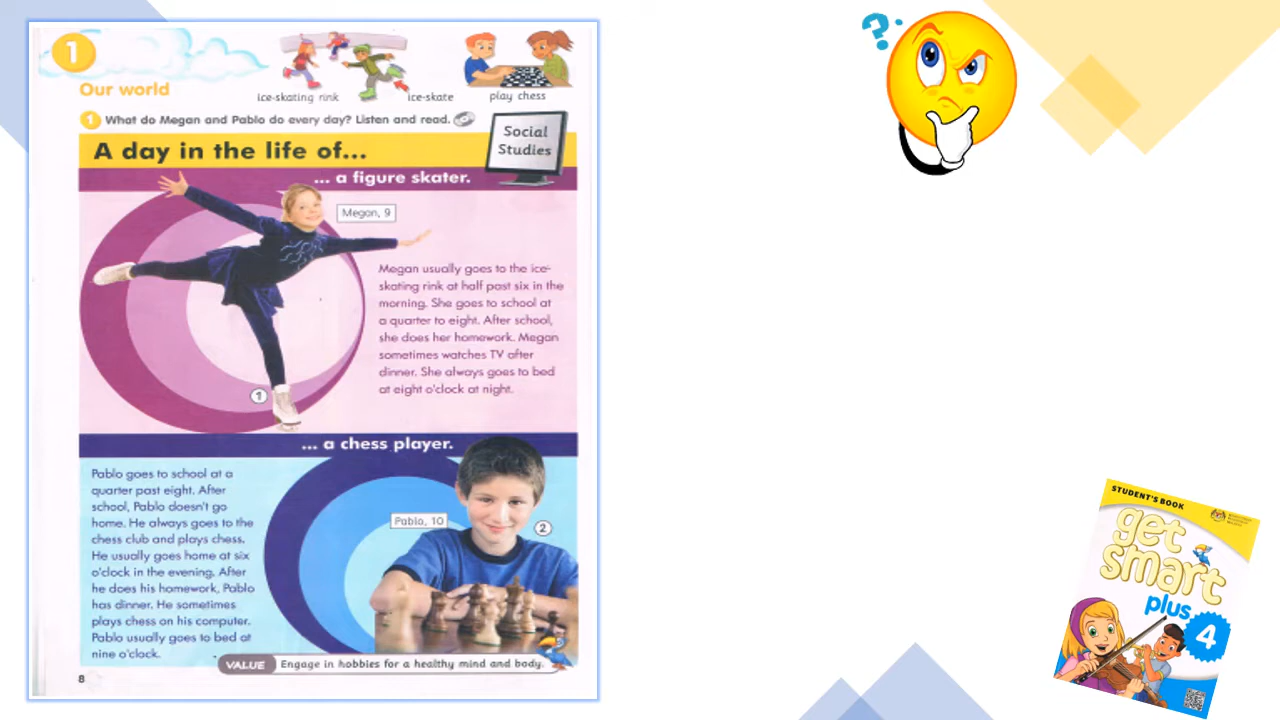 1
Our world
ice-skating rink
ice-skate
play chess
1 What do Megan and Pablo do every day? Listen and read.
Social
Studies
A day in the life of...
... a figure skater.
Megan, 9
Megan usually goes to the ice-
skating rink at half past six in the
morning. She goes to school at
a quarter to eight. After school,
she does her homework. Megan
sometimes watches TV after
dinner. She always goes to bed
at eight o'clock at night.
1
... a chess player.
Pablo goes to school at a
quarter past eight. After
school, Pablo doesn't go
home. He always goes to the
chess club and plays chess.
He usually goes home at six
o'clock in the evening. After
he does his homework, Pablo
has dinner. He sometimes
plays chess on his computer.
Pablo usually goes to bed at
nine o'clock.
Pablo, 10
2
VALUE Engage in hobbies for a healthy mind and body.
8
?
STUDENT'S BOOK
get
smart
plus
4